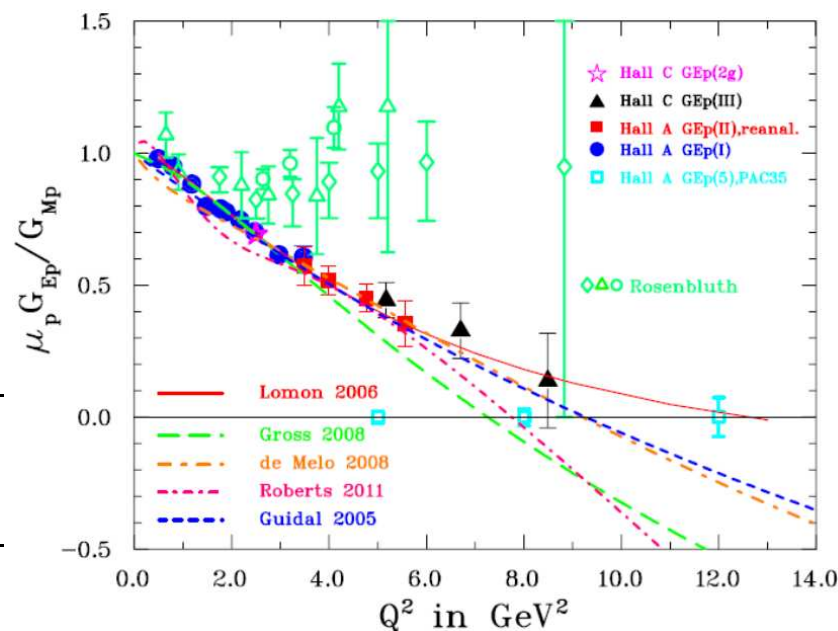 1.5
1.0
0.5
0.0
−0.5
μpGEp/GMp
Hall C GEp(2g)
Hall C GEp(III)
Hall A GEp(II),reanal.
Hall A GEp(I)
Hall A GEp(5),PAC35
Rosenbluth
Lomon 2006
Gross 2008
de Melo 2008
Roberts 2011
Guidal 2005
0.0 2.0 4.0 6.0 8.0 10.0 12.0 14.0
Q² in GeV²